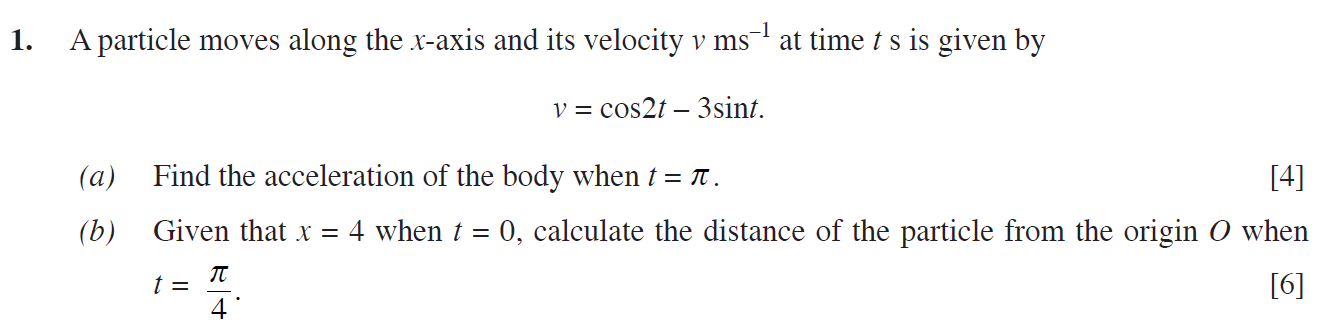 1. A particle moves along the x-axis and its velocity v ms⁻¹ at time t s is given by
v = cos2t – 3sint.
(a) Find the acceleration of the body when t = π. [4]
(b) Given that x = 4 when t = 0, calculate the distance of the particle from the origin O when
t = π/4. [6]